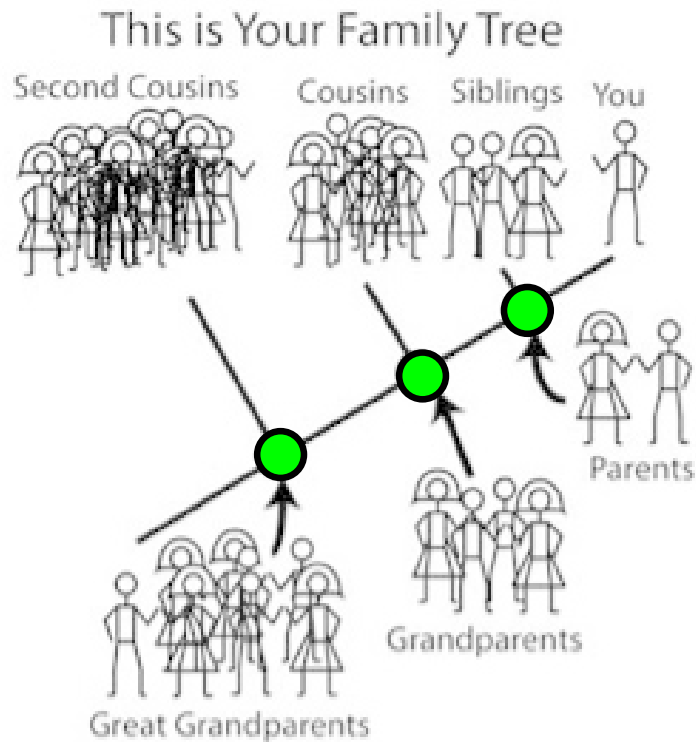 This is Your Family Tree
Second Cousins
Cousins
Siblings
You
Parents
Grandparents
Great Grandparents